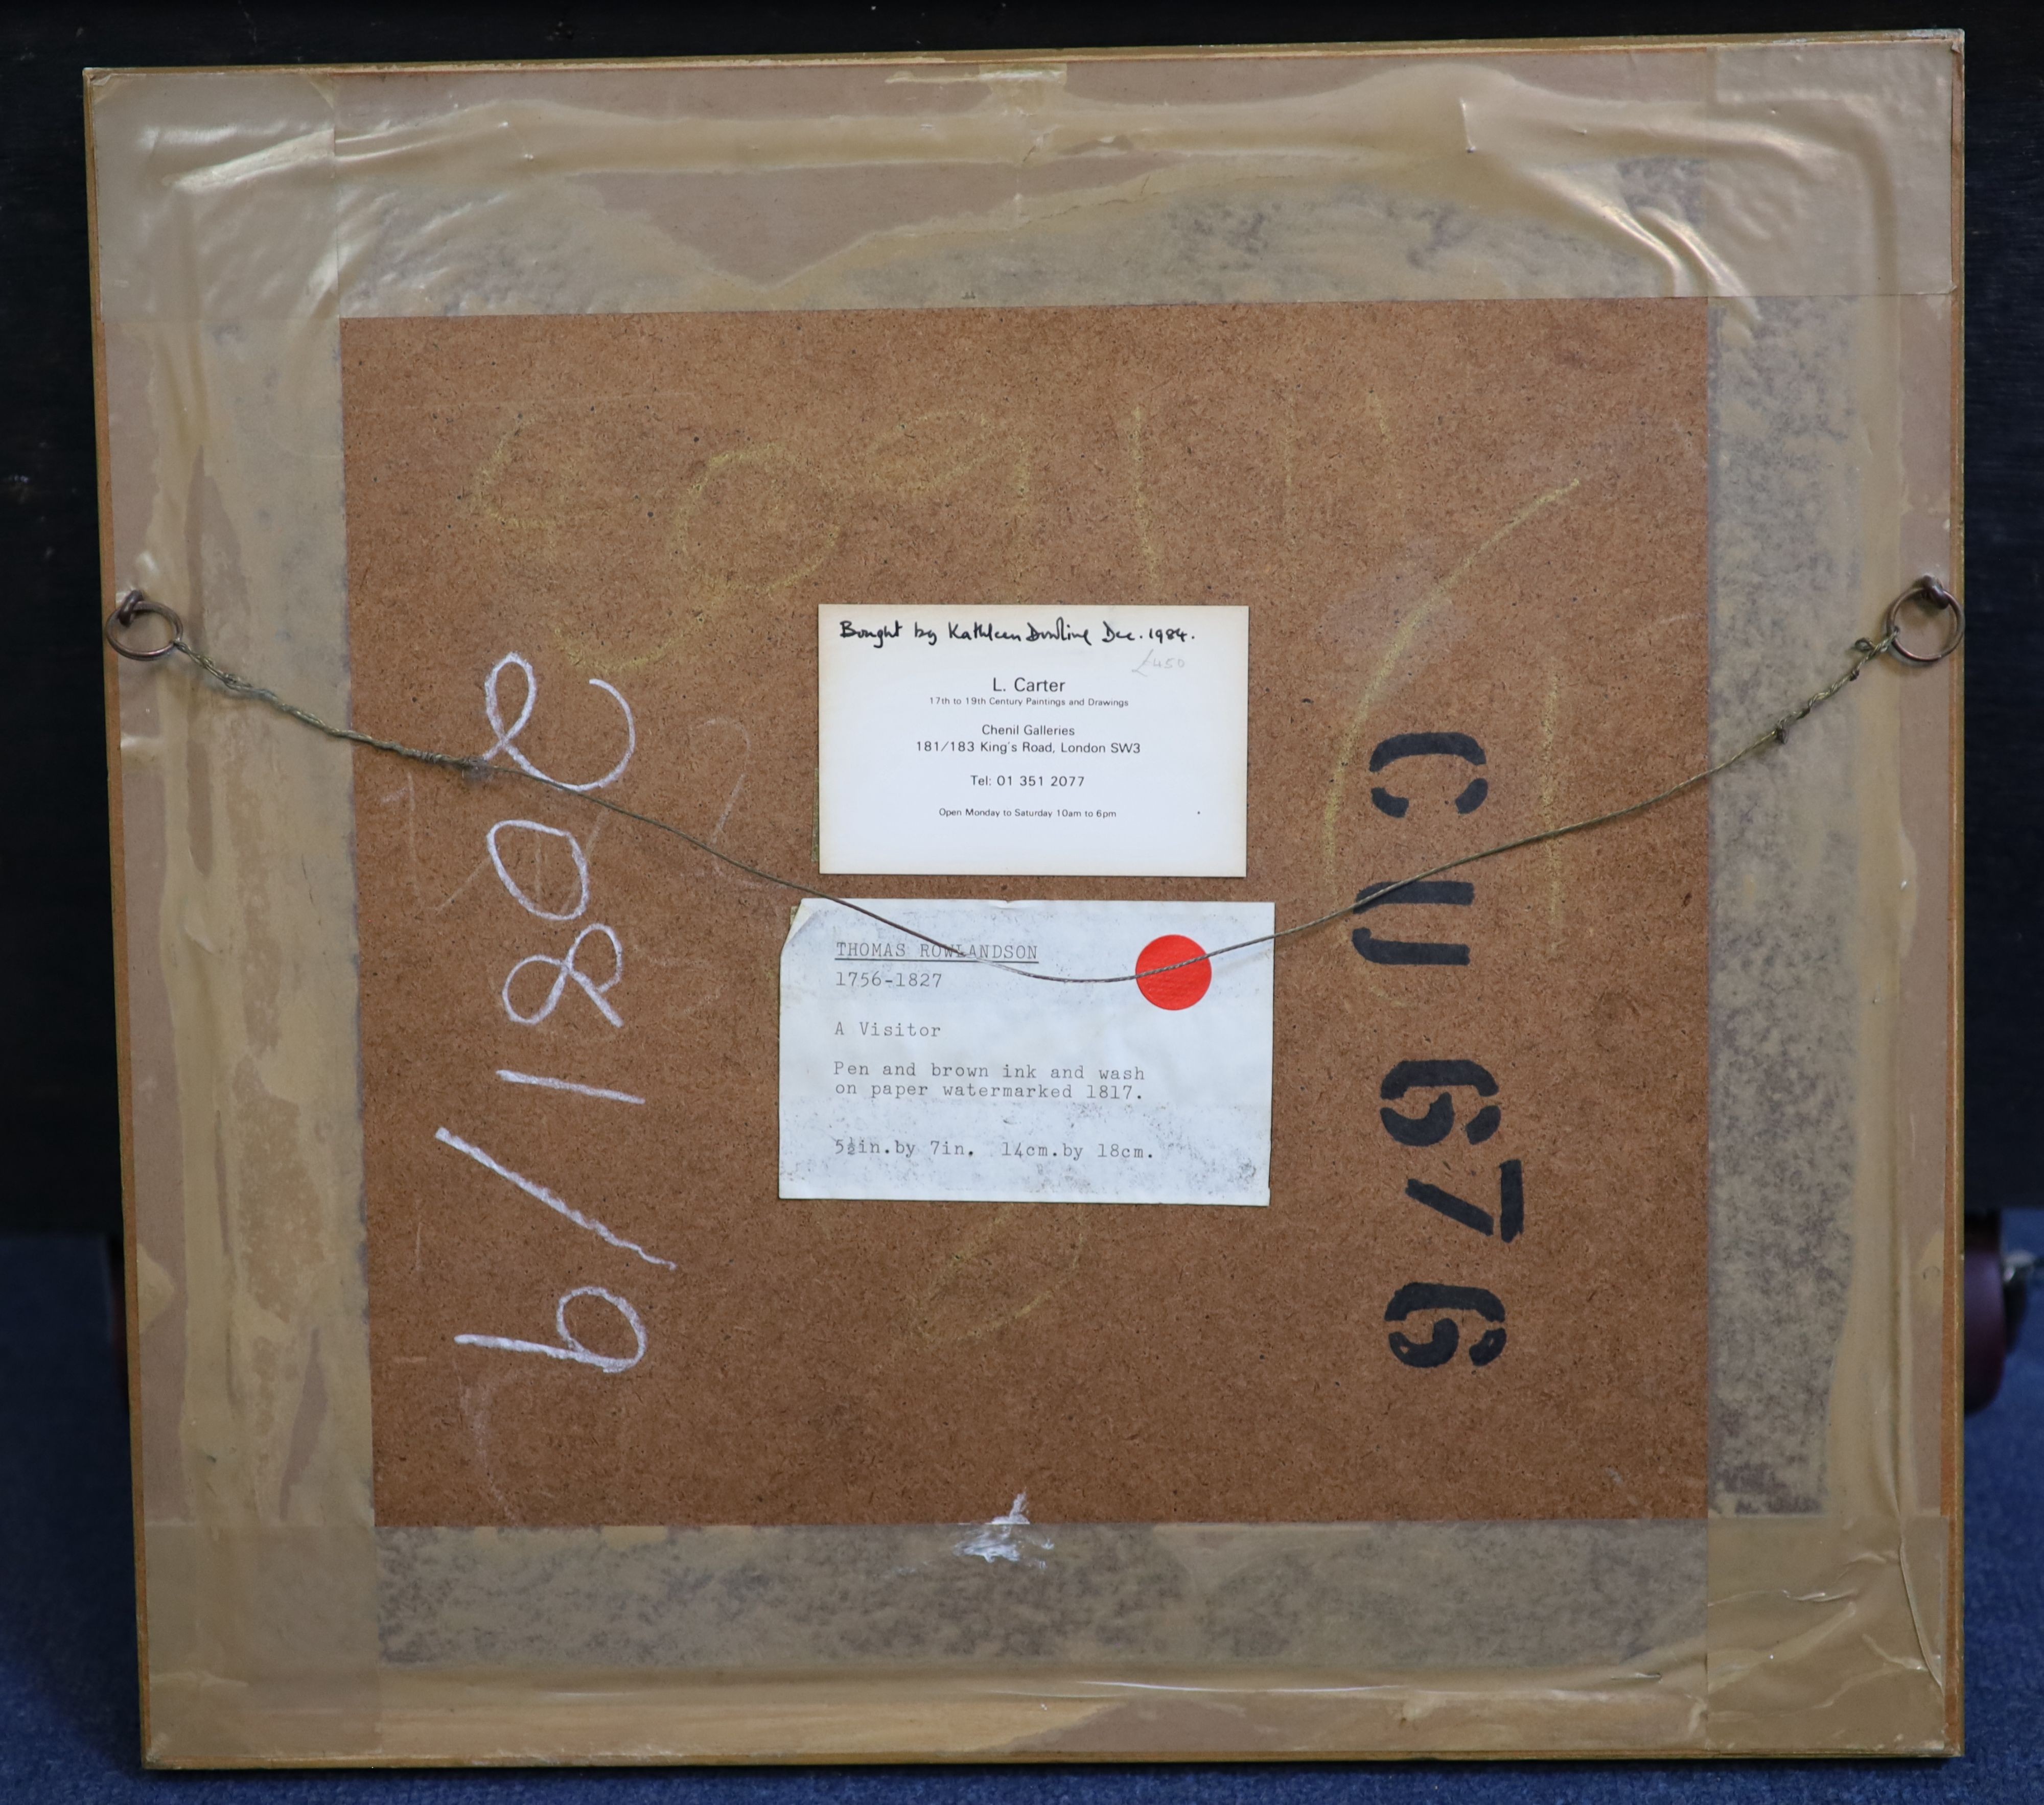 Bought by Kathleen Dowling Dec. 1984.
£450
L. Carter
17th to 19th Century Paintings and Drawings
Chenil Galleries
181/183 King's Road, London SW3
Tel: 01 351 2077
Open Monday to Saturday 10am to 6pm
THOMAS ROWLANDSON
1756-1827
A Visitor
Pen and brown ink and wash
on paper watermarked 1817.
5½in.by 7in. 14cm.by 18cm.
CU 676